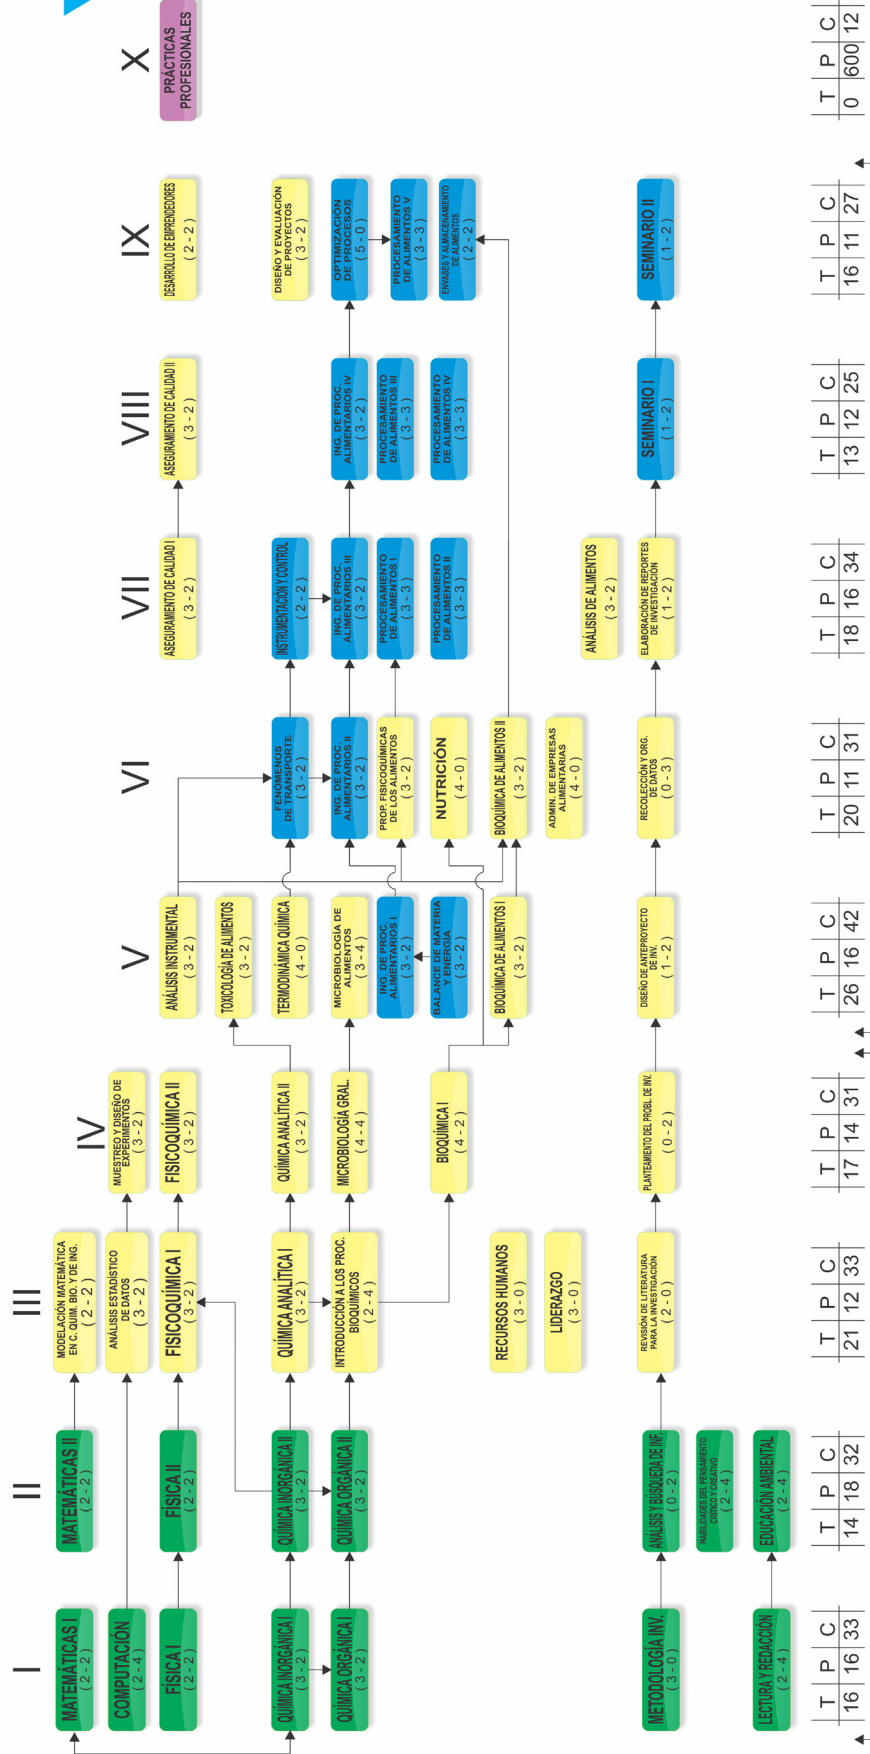 I
MATEMÁTICAS I
( 2 - 2 )
COMPUTACIÓN
( 2 - 4 )
FÍSICA I
( 2 - 2 )
QUÍMICA INORGÁNICA I
( 3 - 2 )
QUÍMICA ORGÁNICA I
( 3 - 2 )
METODOLOGÍA INV.
( 3 - 0 )
LECTURA Y REDACCIÓN
( 2 - 4 )
T P C
16 16 33
II
MATEMÁTICAS II
( 2 - 2 )
FÍSICA II
( 2 - 2 )
QUÍMICA INORGÁNICA II
( 3 - 2 )
QUÍMICA ORGÁNICA II
( 3 - 2 )
ANÁLISIS Y BÚSQUEDA DE INF.
( 0 - 2 )
HABILIDADES DEL PENSAMIENTO
CRÍTICO Y CREATIVO
( 2 - 4 )
EDUCACIÓN AMBIENTAL
( 2 - 4 )
T P C
14 18 32
III
MODELACIÓN MATEMÁTICA
EN C. QUIM. BIO. Y DE ING.
( 2 - 2 )
ANÁLISIS ESTADÍSTICO
DE DATOS
( 3 - 2 )
FISICOQUÍMICA I
( 3 - 2 )
QUÍMICA ANALÍTICA I
( 3 - 2 )
INTRODUCCIÓN A LOS PROC.
BIOQUIMICOS
( 2 - 4 )
RECURSOS HUMANOS
( 3 - 0 )
LIDERAZGO
( 3 - 0 )
REVISIÓN DE LITERATURA
PARA LA INVESTIGACIÓN
( 2 - 0 )
T P C
21 12 33
IV
MUESTREO Y DISEÑO DE
EXPERIMENTOS
( 3 - 2 )
FISICOQUÍMICA II
( 3 - 2 )
QUÍMICA ANALÍTICA II
( 3 - 2 )
MICROBIOLOGÍA GRAL.
( 4 - 4 )
BIOQUÍMICA I
( 4 - 2 )
PLANTEAMIENTO DEL PROBL. DE INV.
( 0 - 2 )
T P C
17 14 31
V
ANÁLISIS INSTRUMENTAL
( 3 - 2 )
TOXICOLOGÍA DE ALIMENTOS
( 3 - 2 )
TERMODINÁMICA QUÍMICA
( 4 - 0 )
MICROBIOLOGÍA DE
ALIMENTOS
( 3 - 4 )
ING. DE PROC.
ALIMENTARIOS I
( 3 - 2 )
BALANCE DE MATERIA
Y ENERGÍA
( 3 - 2 )
BIOQUÍMICA DE ALIMENTOS I
( 3 - 2 )
DISEÑO DE ANTEPROYECTO
DE INV.
( 1 - 2 )
T P C
26 16 42
VI
FENÓMENOS
DE TRANSPORTE
( 3 - 2 )
ING. DE PROC.
ALIMENTARIOS II
( 3 - 2 )
PROP. FISICOQUÍMICAS
DE LOS ALIMENTOS
( 3 - 2 )
NUTRICIÓN
( 4 - 0 )
BIOQUÍMICA DE ALIMENTOS II
( 3 - 2 )
ADMIN. DE EMPRESAS
ALIMENTARIAS
( 4 - 0 )
RECOLECCIÓN Y ORG.
DE DATOS
( 0 - 3 )
T P C
20 11 31
VII
ASEGURAMIENTO DE CALIDAD I
( 3 - 2 )
INSTRUMENTACIÓN Y CONTROL
( 2 - 2 )
ING. DE PROC.
ALIMENTARIOS III
( 3 - 2 )
PROCESAMIENTO
DE ALIMENTOS I
( 3 - 3 )
PROCESAMIENTO
DE ALIMENTOS II
( 3 - 3 )
ANÁLISIS DE ALIMENTOS
( 3 - 2 )
ELABORACIÓN DE REPORTES
DE INVESTIGACIÓN
( 1 - 2 )
T P C
18 16 34
VIII
ASEGURAMIENTO DE CALIDAD II
( 3 - 2 )
ING. DE PROC.
ALIMENTARIOS IV
( 3 - 2 )
PROCESAMIENTO
DE ALIMENTOS III
( 3 - 3 )
PROCESAMIENTO
DE ALIMENTOS IV
( 3 - 3 )
SEMINARIO I
( 1 - 2 )
T P C
13 12 25
IX
DESARROLLO DE EMPRENDEDORES
( 2 - 2 )
DISEÑO Y EVALUACIÓN
DE PROYECTOS
( 3 - 2 )
OPTIMIZACIÓN
DE PROCESOS
( 5 - 0 )
PROCESAMIENTO
DE ALIMENTOS V
( 3 - 3 )
ENVASES Y ALMACENAMIENTO
DE ALIMENTOS
( 2 - 2 )
SEMINARIO II
( 1 - 2 )
T P C
16 11 27
X
PRÁCTICAS
PROFESIONALES
T P C
0 600 12